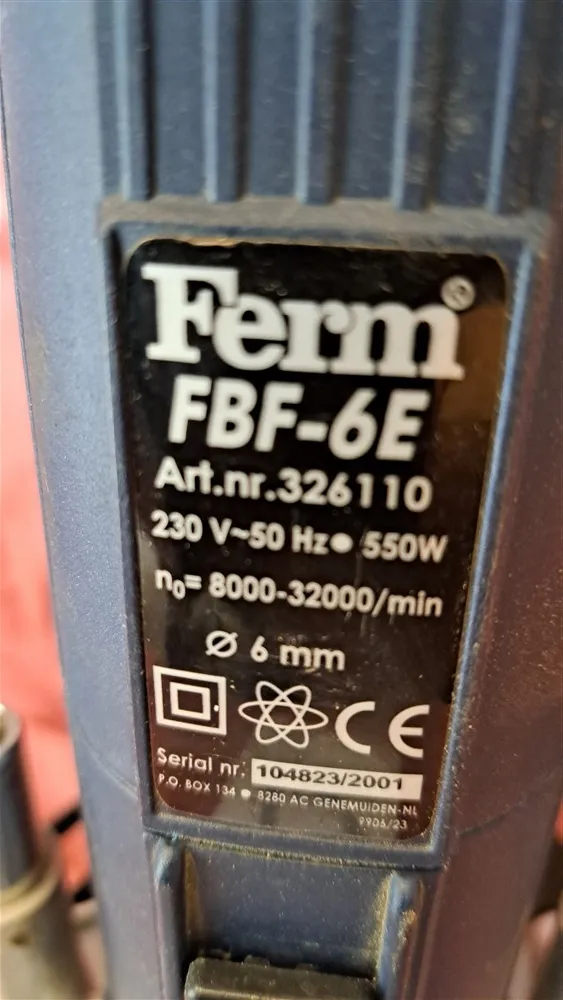 Ferm®
FBF-6E
Art.nr.326110
230 V~50 Hz● 550W
n₀= 8000-32000/min
Ø 6 mm
CE
Serial nr: 104823/2001
P.O. BOX 134 ● 8280 AC GENEMUIDEN-NL
9906/23